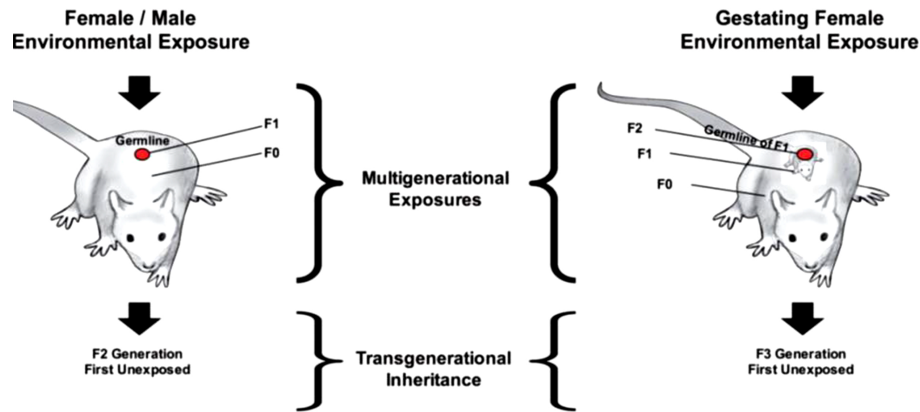 Female / Male
Environmental Exposure
Germline
F1
F0
F2 Generation
First Unexposed
Multigenerational
Exposures
Transgenerational
Inheritance
Gestating Female
Environmental Exposure
Germline of F1
F2
F1
F0
F3 Generation
First Unexposed